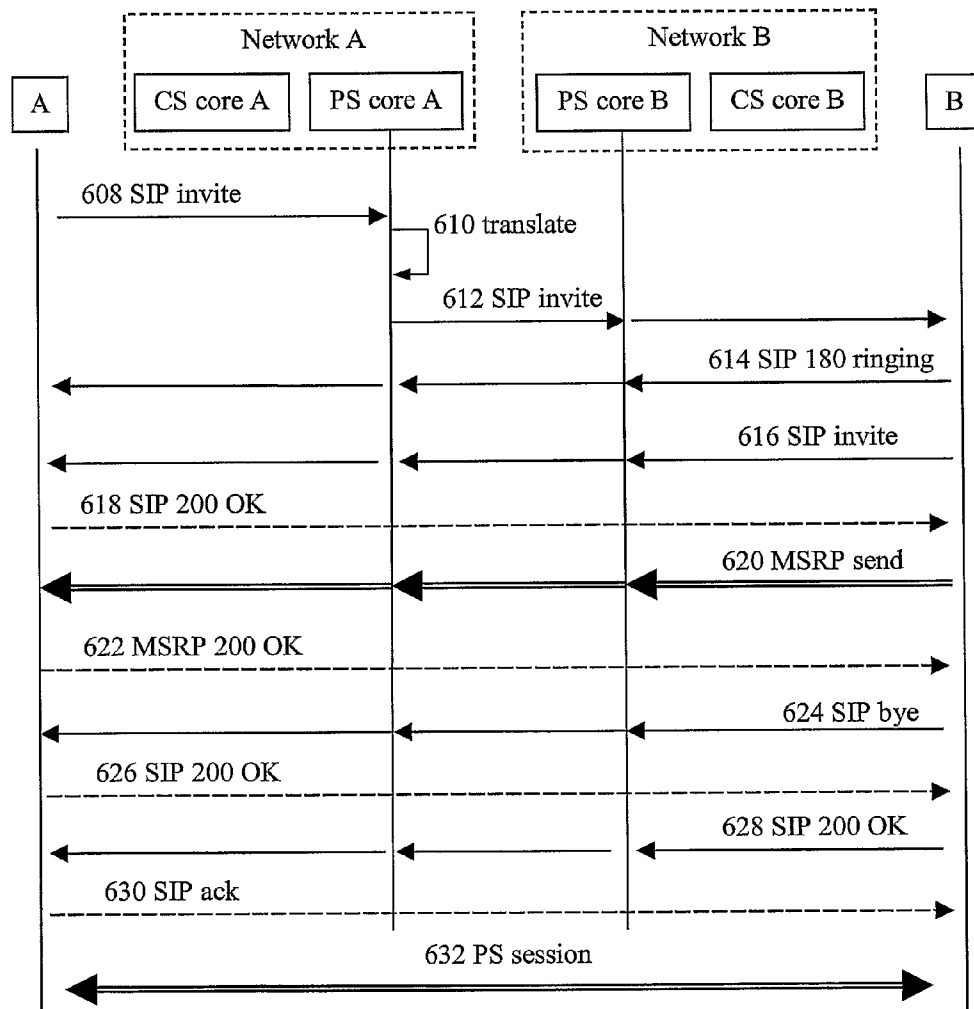 Network A
Network B
A
CS core A
PS core A
PS core B
CS core B
B
608 SIP invite
610 translate
612 SIP invite
614 SIP 180 ringing
616 SIP invite
618 SIP 200 OK
620 MSRP send
622 MSRP 200 OK
624 SIP bye
626 SIP 200 OK
628 SIP 200 OK
630 SIP ack
632 PS session